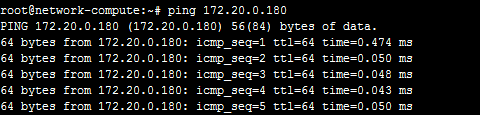 root@network-compute:~# ping 172.20.0.180
PING 172.20.0.180 (172.20.0.180) 56(84) bytes of data.
64 bytes from 172.20.0.180: icmp_seq=1 ttl=64 time=0.474 ms
64 bytes from 172.20.0.180: icmp_seq=2 ttl=64 time=0.050 ms
64 bytes from 172.20.0.180: icmp_seq=3 ttl=64 time=0.048 ms
64 bytes from 172.20.0.180: icmp_seq=4 ttl=64 time=0.043 ms
64 bytes from 172.20.0.180: icmp_seq=5 ttl=64 time=0.050 ms